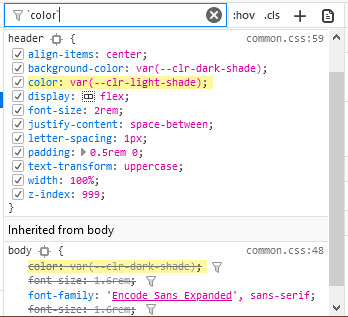 `color`
:hov .cls + 
header { common.css:59
align-items: center;
background-color: var(--clr-dark-shade);
color: var(--clr-light-shade);
display: flex;
font-size: 2rem;
justify-content: space-between;
letter-spacing: 1px;
padding: 0.5rem 0;
text-transform: uppercase;
width: 100%;
z-index: 999;
}
Inherited from body
body { common.css:48
color: var(--clr-dark-shade);
font-size: 1.6rem;
font-family: 'Encode Sans Expanded', sans-serif;
font-size: 1.6rem;